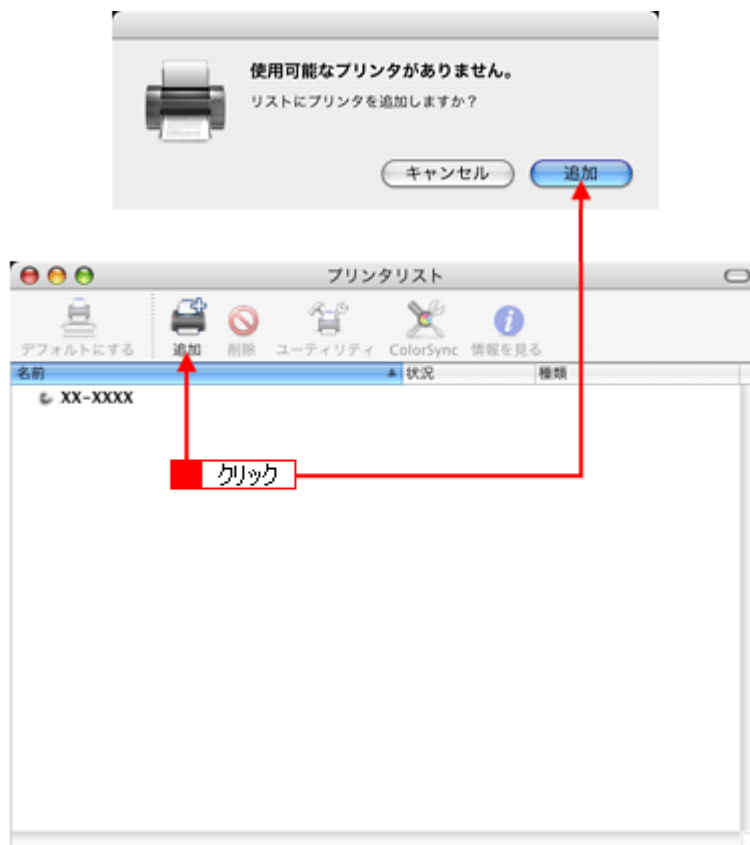 使用可能なプリンタがありません。
リストにプリンタを追加しますか？
キャンセル
追加
プリンタリスト
デフォルトにする 追加 削除 ユーティリティ ColorSync 情報を見る
名前 状況 種類
XX-XXXX
クリック